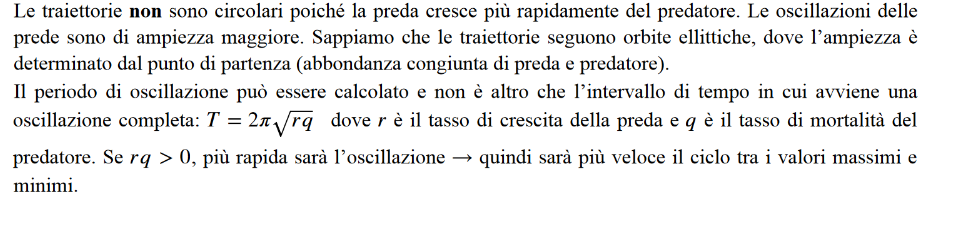 Le traiettorie non sono circolari poiché la preda cresce più rapidamente del predatore. Le oscillazioni delle
prede sono di ampiezza maggiore. Sappiamo che le traiettorie seguono orbite ellittiche, dove l’ampiezza è
determinato dal punto di partenza (abbondanza congiunta di preda e predatore).
Il periodo di oscillazione può essere calcolato e non è altro che l’intervallo di tempo in cui avviene una
oscillazione completa: T = 2π√rq dove r è il tasso di crescita della preda e q è il tasso di mortalità del
predatore. Se rq > 0, più rapida sarà l’oscillazione → quindi sarà più veloce il ciclo tra i valori massimi e
minimi.